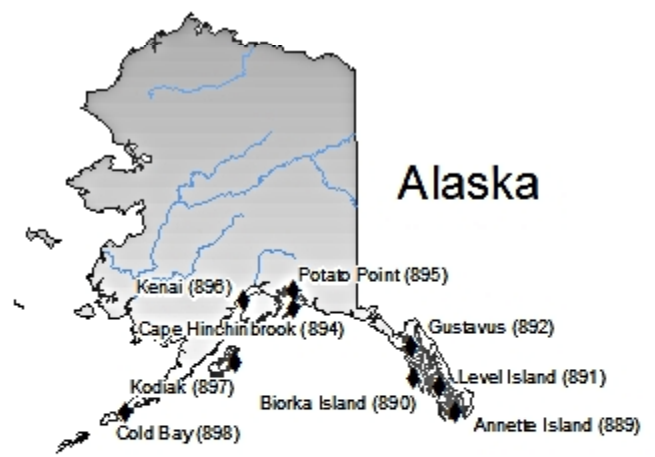 Alaska
Potato Point (895)
Kenai (896)
Cape Hinchinbrook (894)
Gustavus (892)
Kodiak (897)
Level Island (891)
Biorka Island (890)
Annette Island (889)
Cold Bay (898)